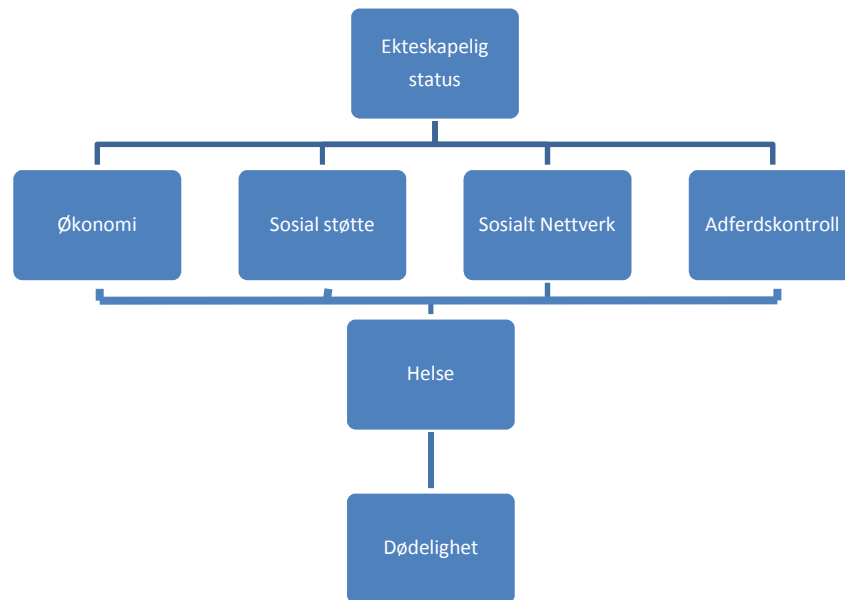 Ekteskapelig
status
Økonomi
Sosial støtte
Sosialt Nettverk
Adferdskontroll
Helse
Dødelighet